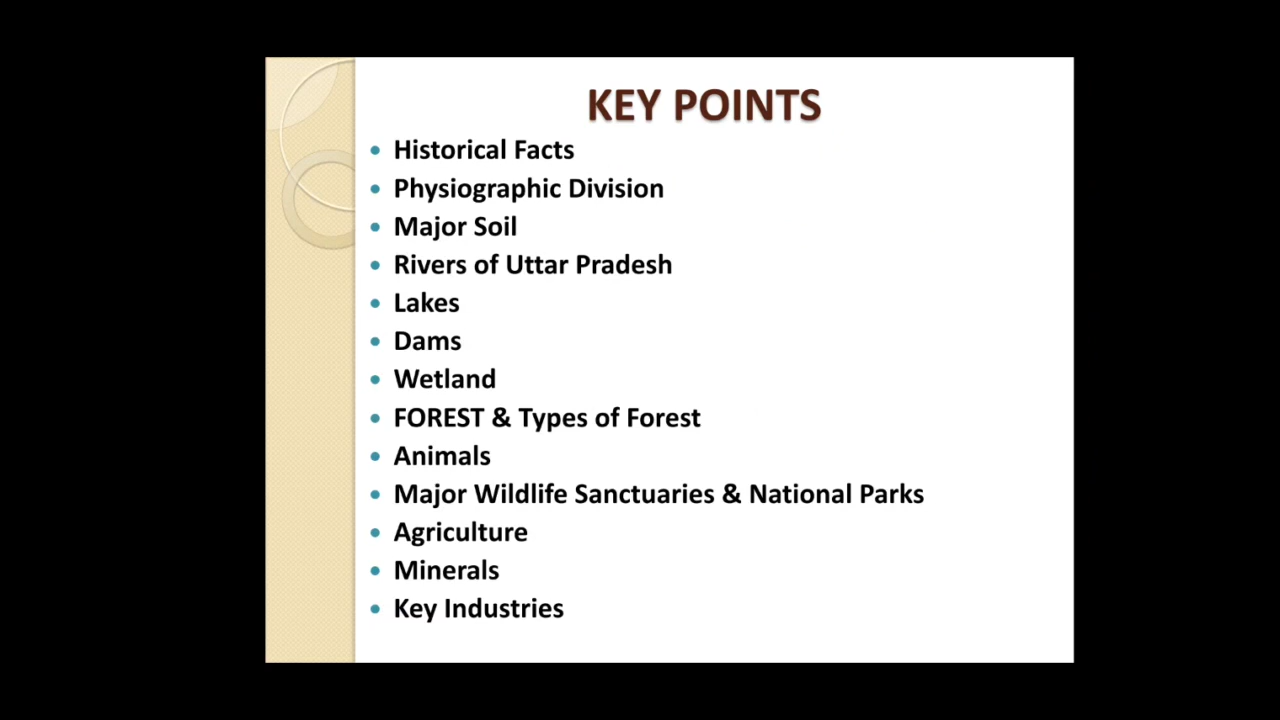 KEY POINTS
Historical Facts
Physiographic Division
Major Soil
Rivers of Uttar Pradesh
Lakes
Dams
Wetland
FOREST & Types of Forest
Animals
Major Wildlife Sanctuaries & National Parks
Agriculture
Minerals
Key Industries